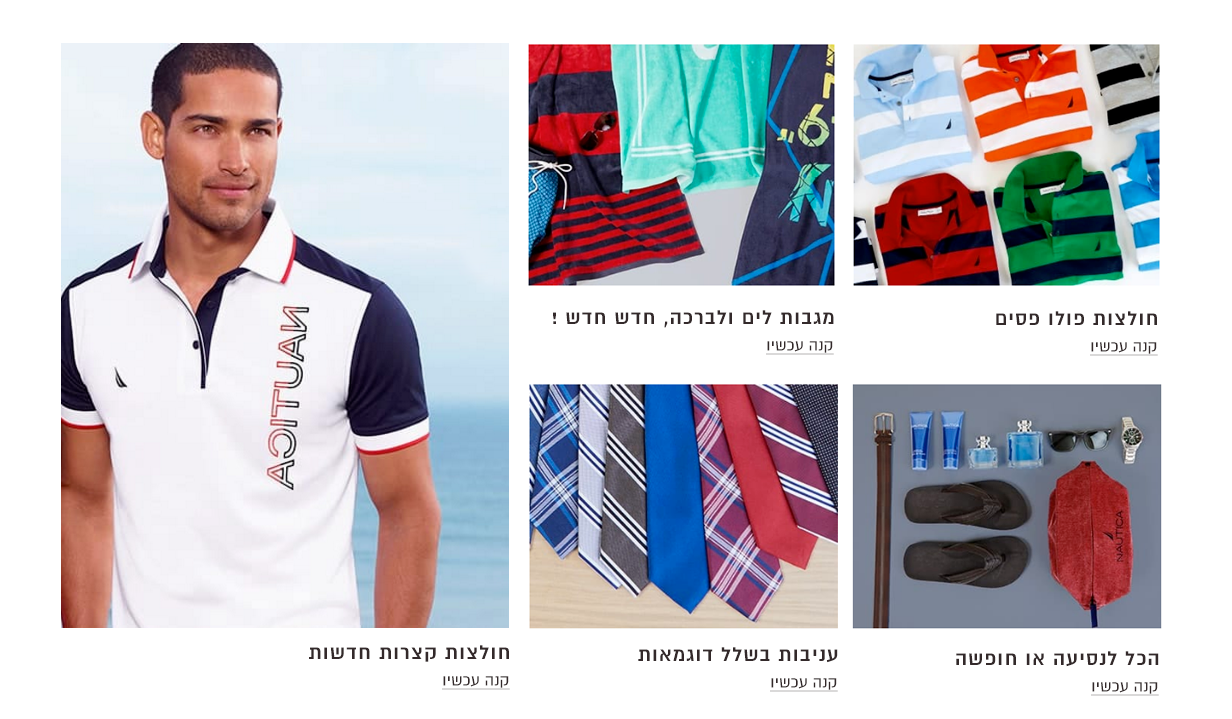 חולצות פולו פסים
קנה עכשיו
מגבות לים ולברכה, חדש חדש !
קנה עכשיו
NAUTICA
חולצות קצרות חדשות
קנה עכשיו
NAUTICA
הכל לנסיעה או חופשה
קנה עכשיו
עניבות בשלל דוגמאות
קנה עכשיו